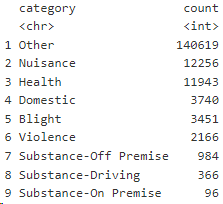 category count
<chr> <int>
1 Other 140619
2 Nuisance 12256
3 Health 11943
4 Domestic 3740
5 Blight 3451
6 Violence 2166
7 Substance-Off Premise 984
8 Substance-Driving 366
9 Substance-On Premise 96